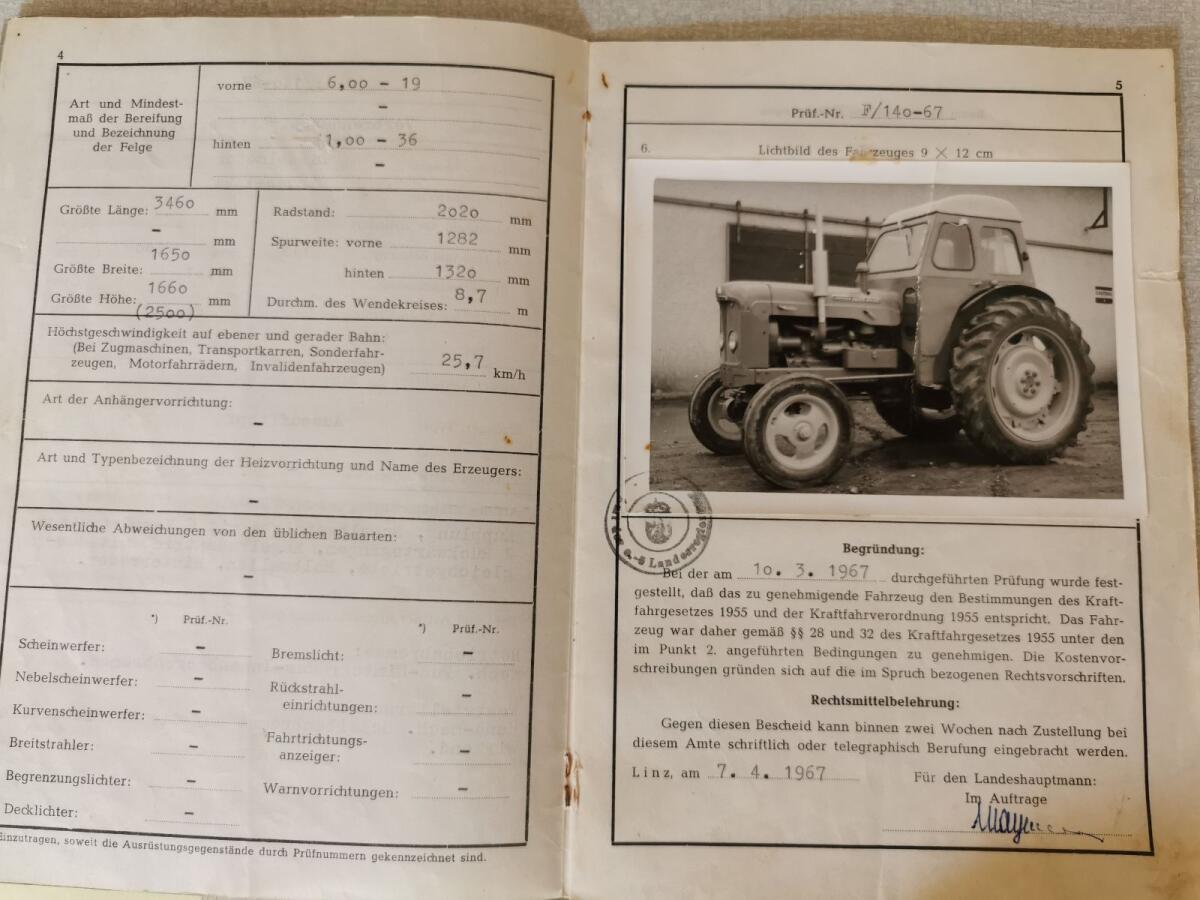 4
Art und Mindest-
maß der Bereifung
und Bezeichnung
der Felge
vorne 6,00 - 19
-
hinten 11,00 - 36
-
Größte Länge: 3460 mm
- mm
Größte Breite: 1650 mm
Größte Höhe: 1660 mm
(2500)
Radstand: 2020 mm
Spurweite: vorne 1282 mm
hinten 1320 mm
Durchm. des Wendekreises: 8,7 m
Höchstgeschwindigkeit auf ebener und gerader Bahn:
(Bei Zugmaschinen, Transportkarren, Sonderfahr-
zeugen, Motorfahrrädern, Invalidenfahrzeugen) 25,7 km/h
Art der Anhängervorrichtung:
-
Art und Typenbezeichnung der Heizvorrichtung und Name des Erzeugers:
-
Wesentliche Abweichungen von den üblichen Bauarten:
-
*) Prüf.-Nr.
Scheinwerfer: -
Nebelscheinwerfer: -
Kurvenscheinwerfer: -
Breitstrahler: -
Begrenzungslichter: -
Decklichter: -
*) Prüf.-Nr.
Bremslicht: -
Rückstrahl-
einrichtungen: -
Fahrtrichtungs-
anzeiger: -
Warnvorrichtungen: -
Einzutragen, soweit die Ausrüstungsgegenstände durch Prüfnummern gekennzeichnet sind.
5
Prüf.-Nr. F/140-67
6. Lichtbild des Fahrzeuges 9 × 12 cm
Begründung:
Bei der am 10. 3. 1967 durchgeführten Prüfung wurde fest-
gestellt, daß das zu genehmigende Fahrzeug den Bestimmungen des Kraft-
fahrgesetzes 1955 und der Kraftfahrverordnung 1955 entspricht. Das Fahr-
zeug war daher gemäß §§ 28 und 32 des Kraftfahrgesetzes 1955 unter den
im Punkt 2. angeführten Bedingungen zu genehmigen. Die Kostenvor-
schreibungen gründen sich auf die im Spruch bezogenen Rechtsvorschriften.
Rechtsmittelbelehrung:
Gegen diesen Bescheid kann binnen zwei Wochen nach Zustellung bei
diesem Amte schriftlich oder telegraphisch Berufung eingebracht werden.
Linz, am 7. 4. 1967
Für den Landeshauptmann:
Im Auftrage